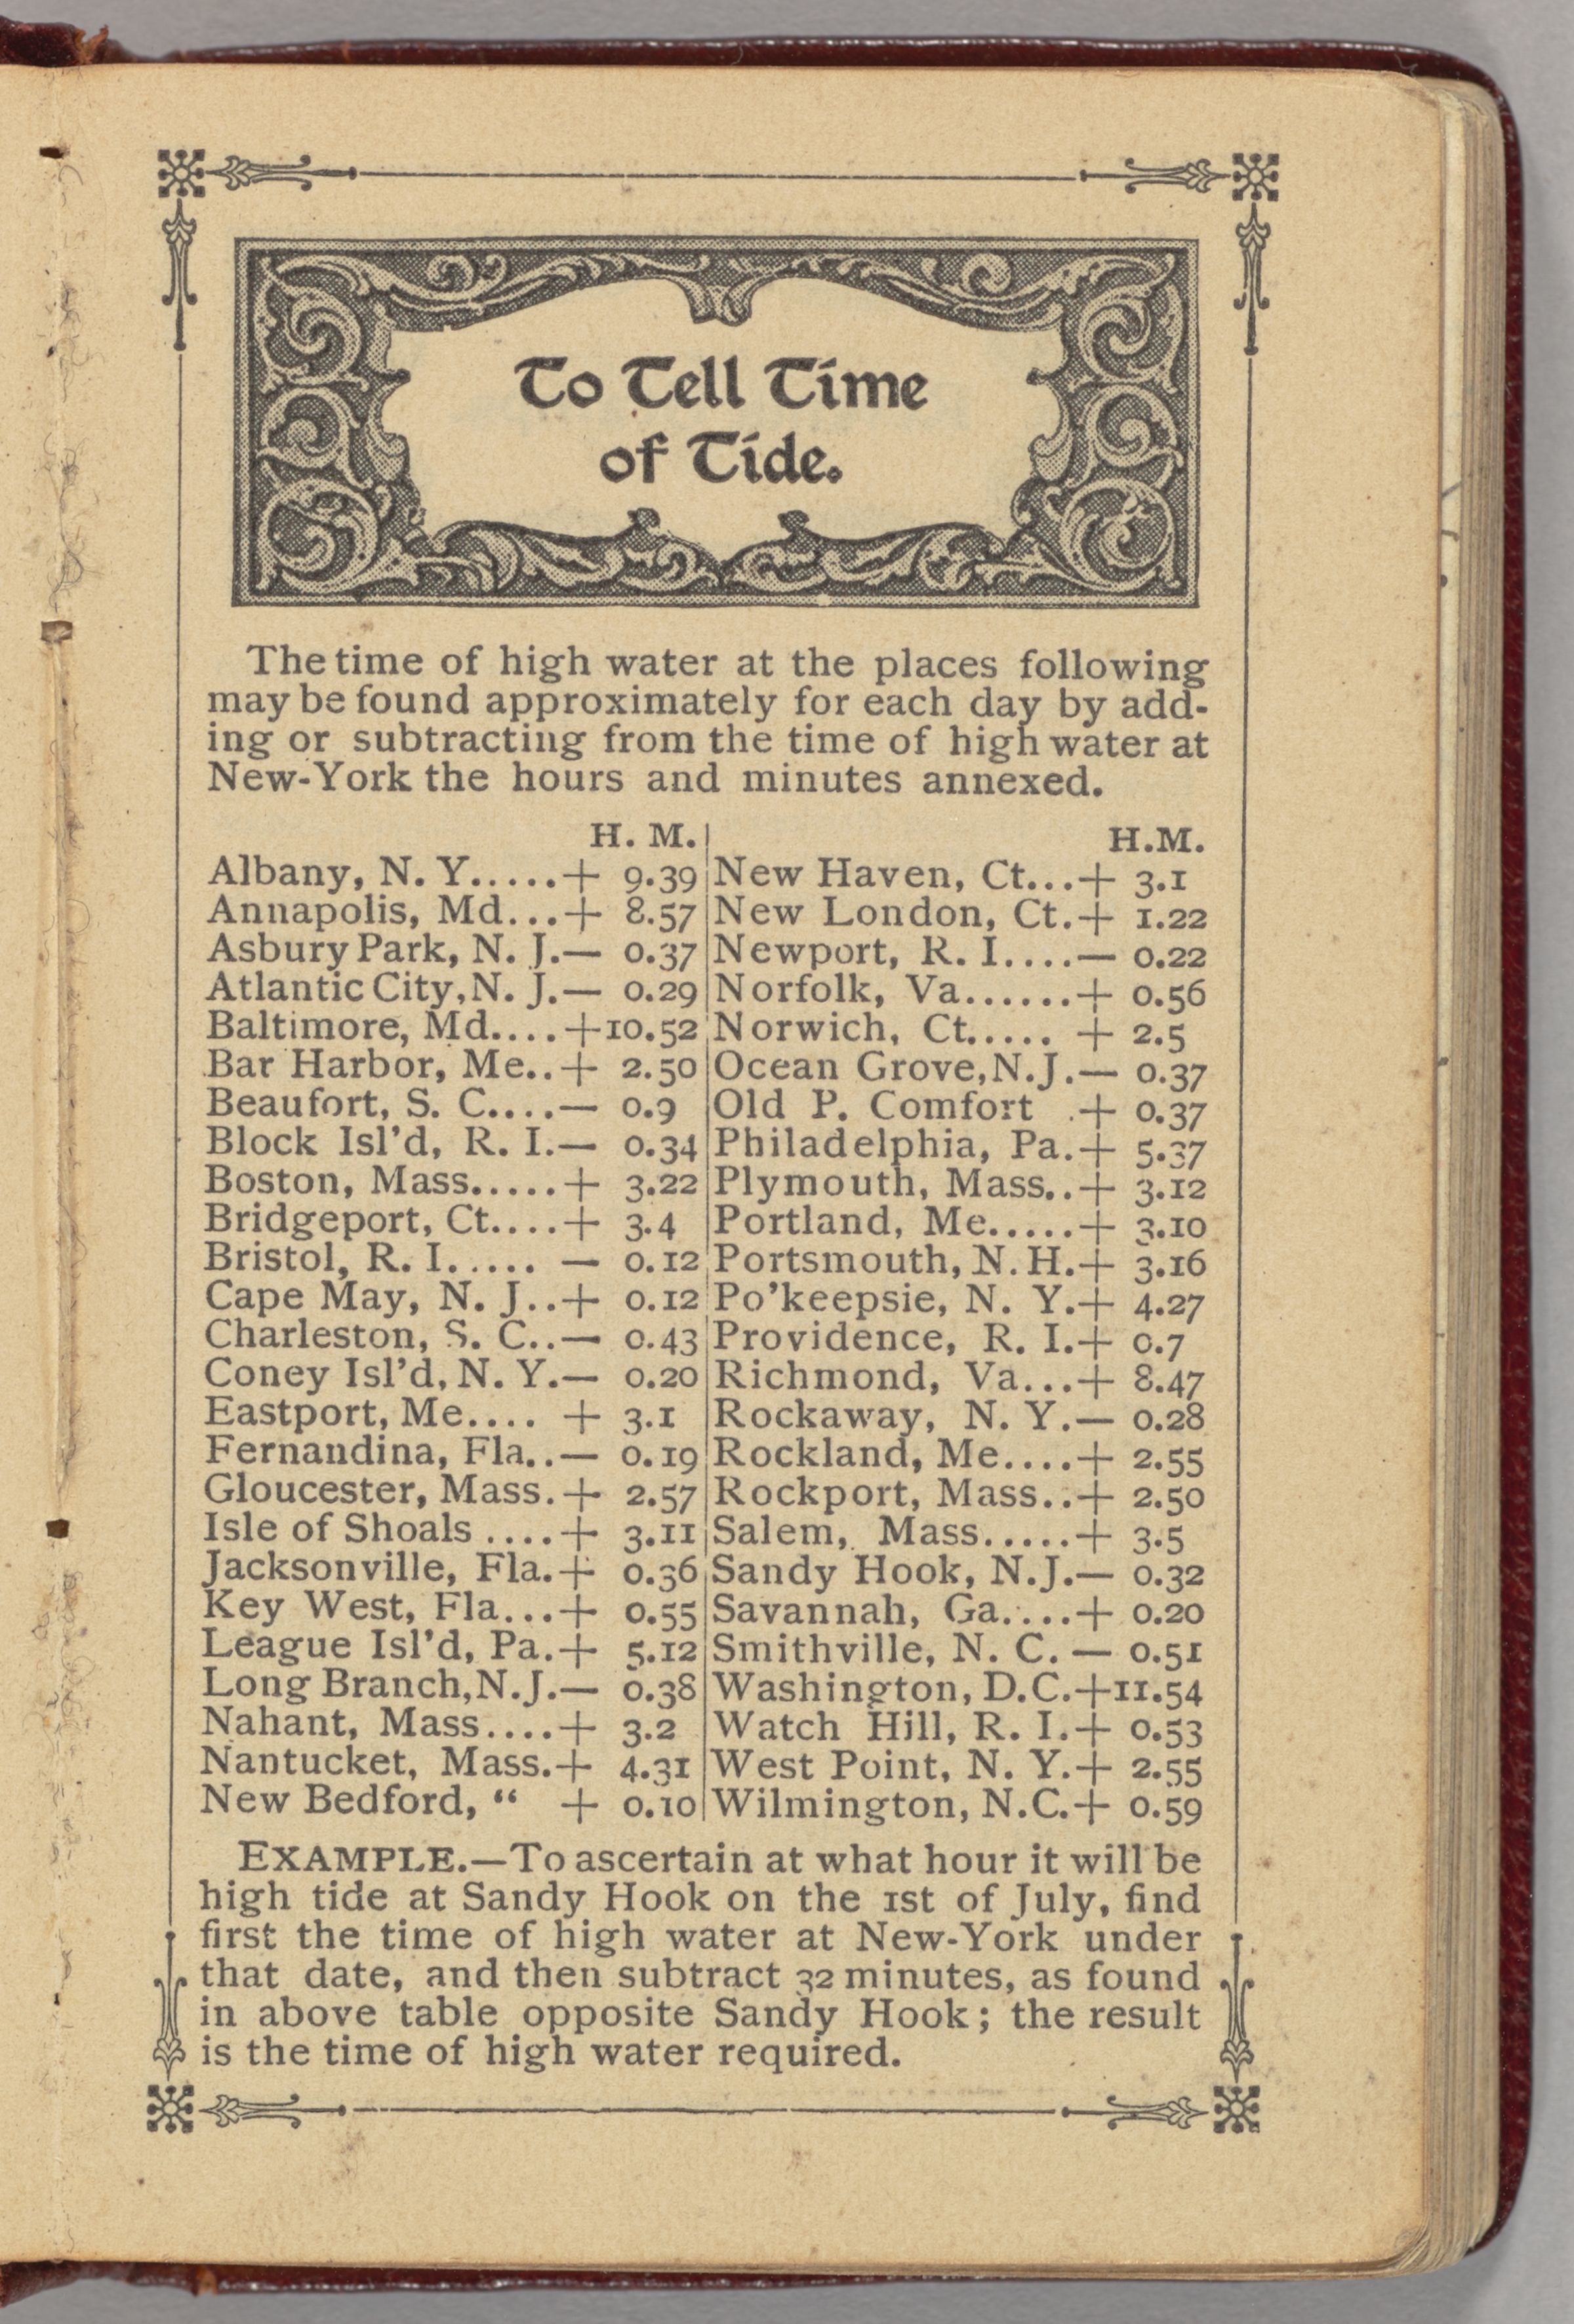 To Tell Time
of Tide.
The time of high water at the places following
may be found approximately for each day by add-
ing or subtracting from the time of high water at
New-York the hours and minutes annexed.
H. M.
Albany, N. Y.....+ 9.39
Annapolis, Md...+ 8.57
Asbury Park, N. J.— 0.37
Atlantic City, N. J.— 0.29
Baltimore, Md....+10.52
Bar Harbor, Me..+ 2.50
Beaufort, S. C....— 0.9
Block Isl'd, R. I.— 0.34
Boston, Mass.....+ 3.22
Bridgeport, Ct....+ 3.4
Bristol, R. I..... — 0.12
Cape May, N. J..+ 0.12
Charleston, S. C..— 0.43
Coney Isl'd, N. Y.— 0.20
Eastport, Me.... + 3.1
Fernandina, Fla..— 0.19
Gloucester, Mass.+ 2.57
Isle of Shoals ....+ 3.11
Jacksonville, Fla.+ 0.36
Key West, Fla...+ 0.55
League Isl'd, Pa.+ 5.12
Long Branch, N.J.— 0.38
Nahant, Mass....+ 3.2
Nantucket, Mass.+ 4.31
New Bedford, “ + 0.10
H.M.
New Haven, Ct...+ 3.1
New London, Ct.+ 1.22
Newport, R. I....— 0.22
Norfolk, Va......+ 0.56
Norwich, Ct..... + 2.5
Ocean Grove, N.J.— 0.37
Old P. Comfort .+ 0.37
Philadelphia, Pa.+ 5.37
Plymouth, Mass..+ 3.12
Portland, Me.....+ 3.10
Portsmouth, N. H.+ 3.16
Po'keepsie, N. Y.+ 4.27
Providence, R. I.+ 0.7
Richmond, Va...+ 8.47
Rockaway, N. Y.— 0.28
Rockland, Me....+ 2.55
Rockport, Mass..+ 2.50
Salem, Mass.....+ 3.5
Sandy Hook, N.J.— 0.32
Savannah, Ga....+ 0.20
Smithville, N. C. — 0.51
Washington, D.C.+11.54
Watch Hill, R. I.+ 0.53
West Point, N. Y.+ 2.55
Wilmington, N.C.+ 0.59
EXAMPLE.—To ascertain at what hour it will be
high tide at Sandy Hook on the 1st of July, find
first the time of high water at New-York under
that date, and then subtract 32 minutes, as found
in above table opposite Sandy Hook; the result
is the time of high water required.